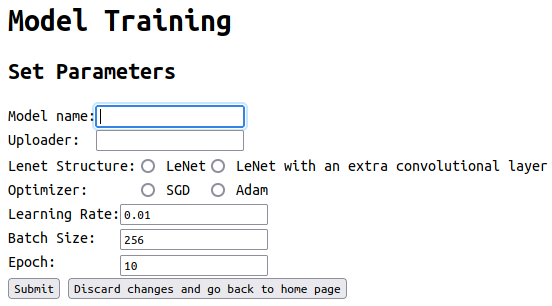 Model Training
Set Parameters
Model name:
Uploader:
Lenet Structure: LeNet LeNet with an extra convolutional layer
Optimizer: SGD Adam
Learning Rate: 0.01
Batch Size: 256
Epoch: 10
Submit Discard changes and go back to home page